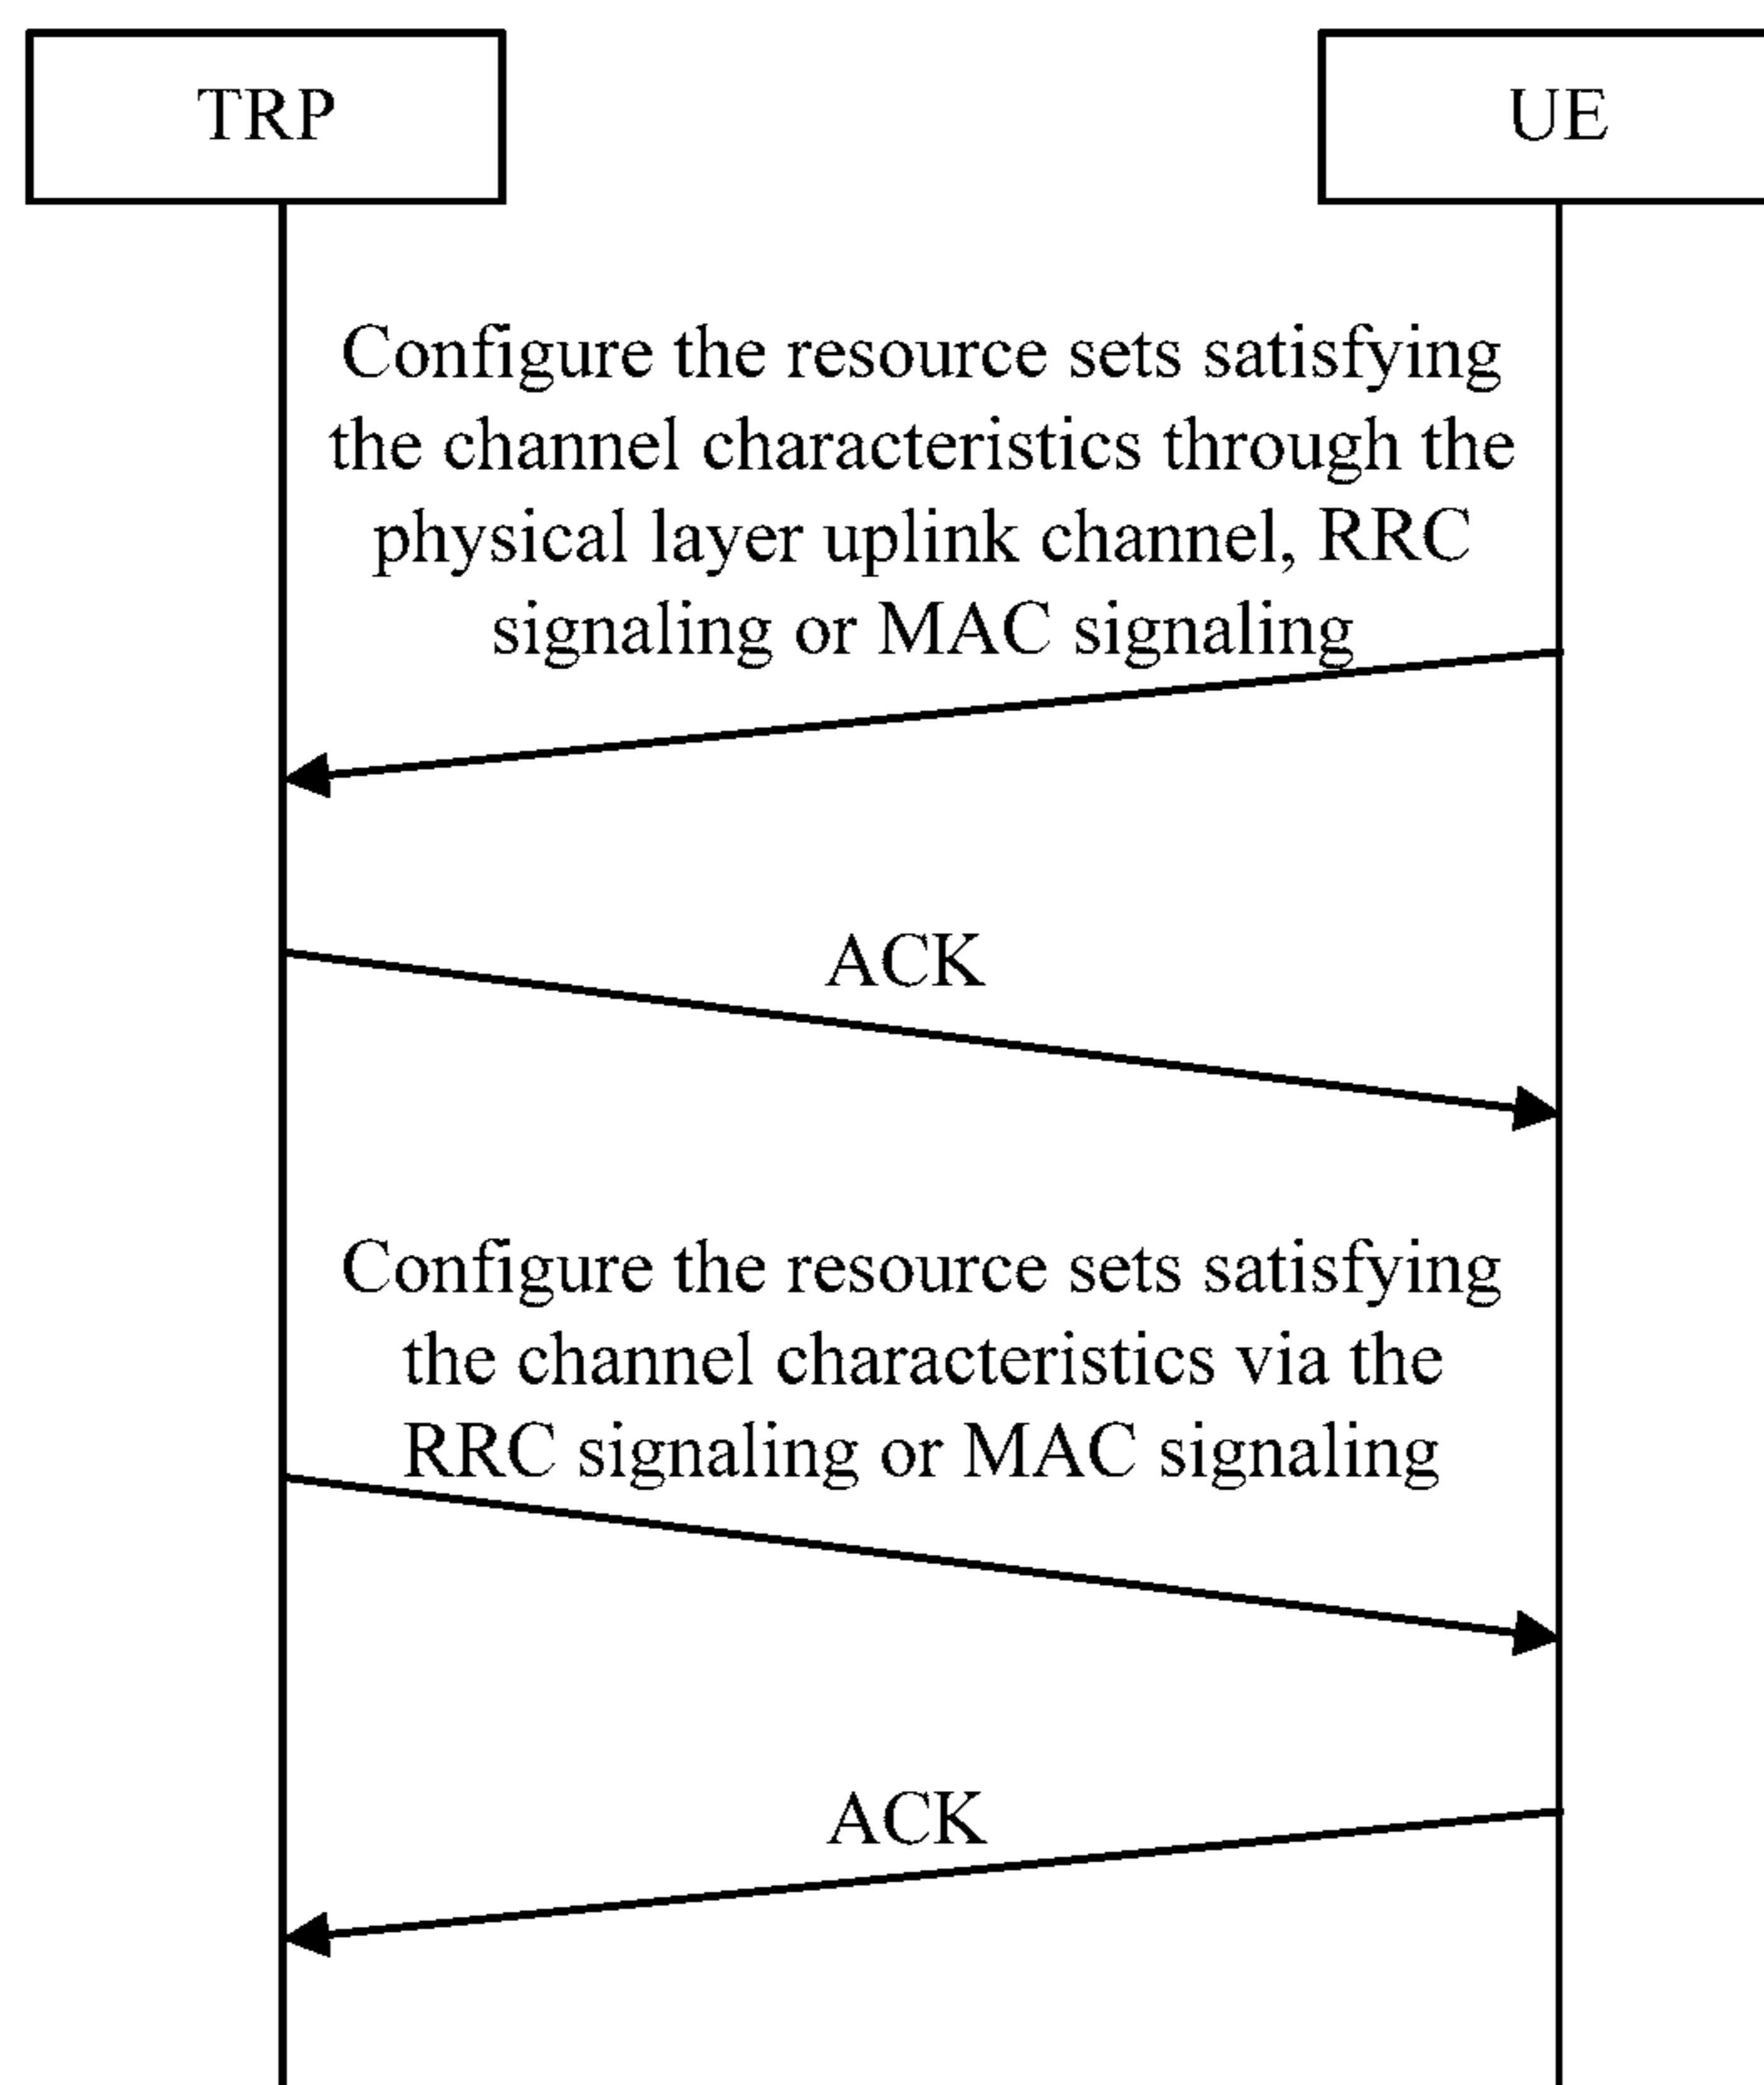 TRP
UE
Configure the resource sets satisfying
the channel characteristics through the
physical layer uplink channel, RRC
signaling or MAC signaling
ACK
Configure the resource sets satisfying
the channel characteristics via the
RRC signaling or MAC signaling
ACK